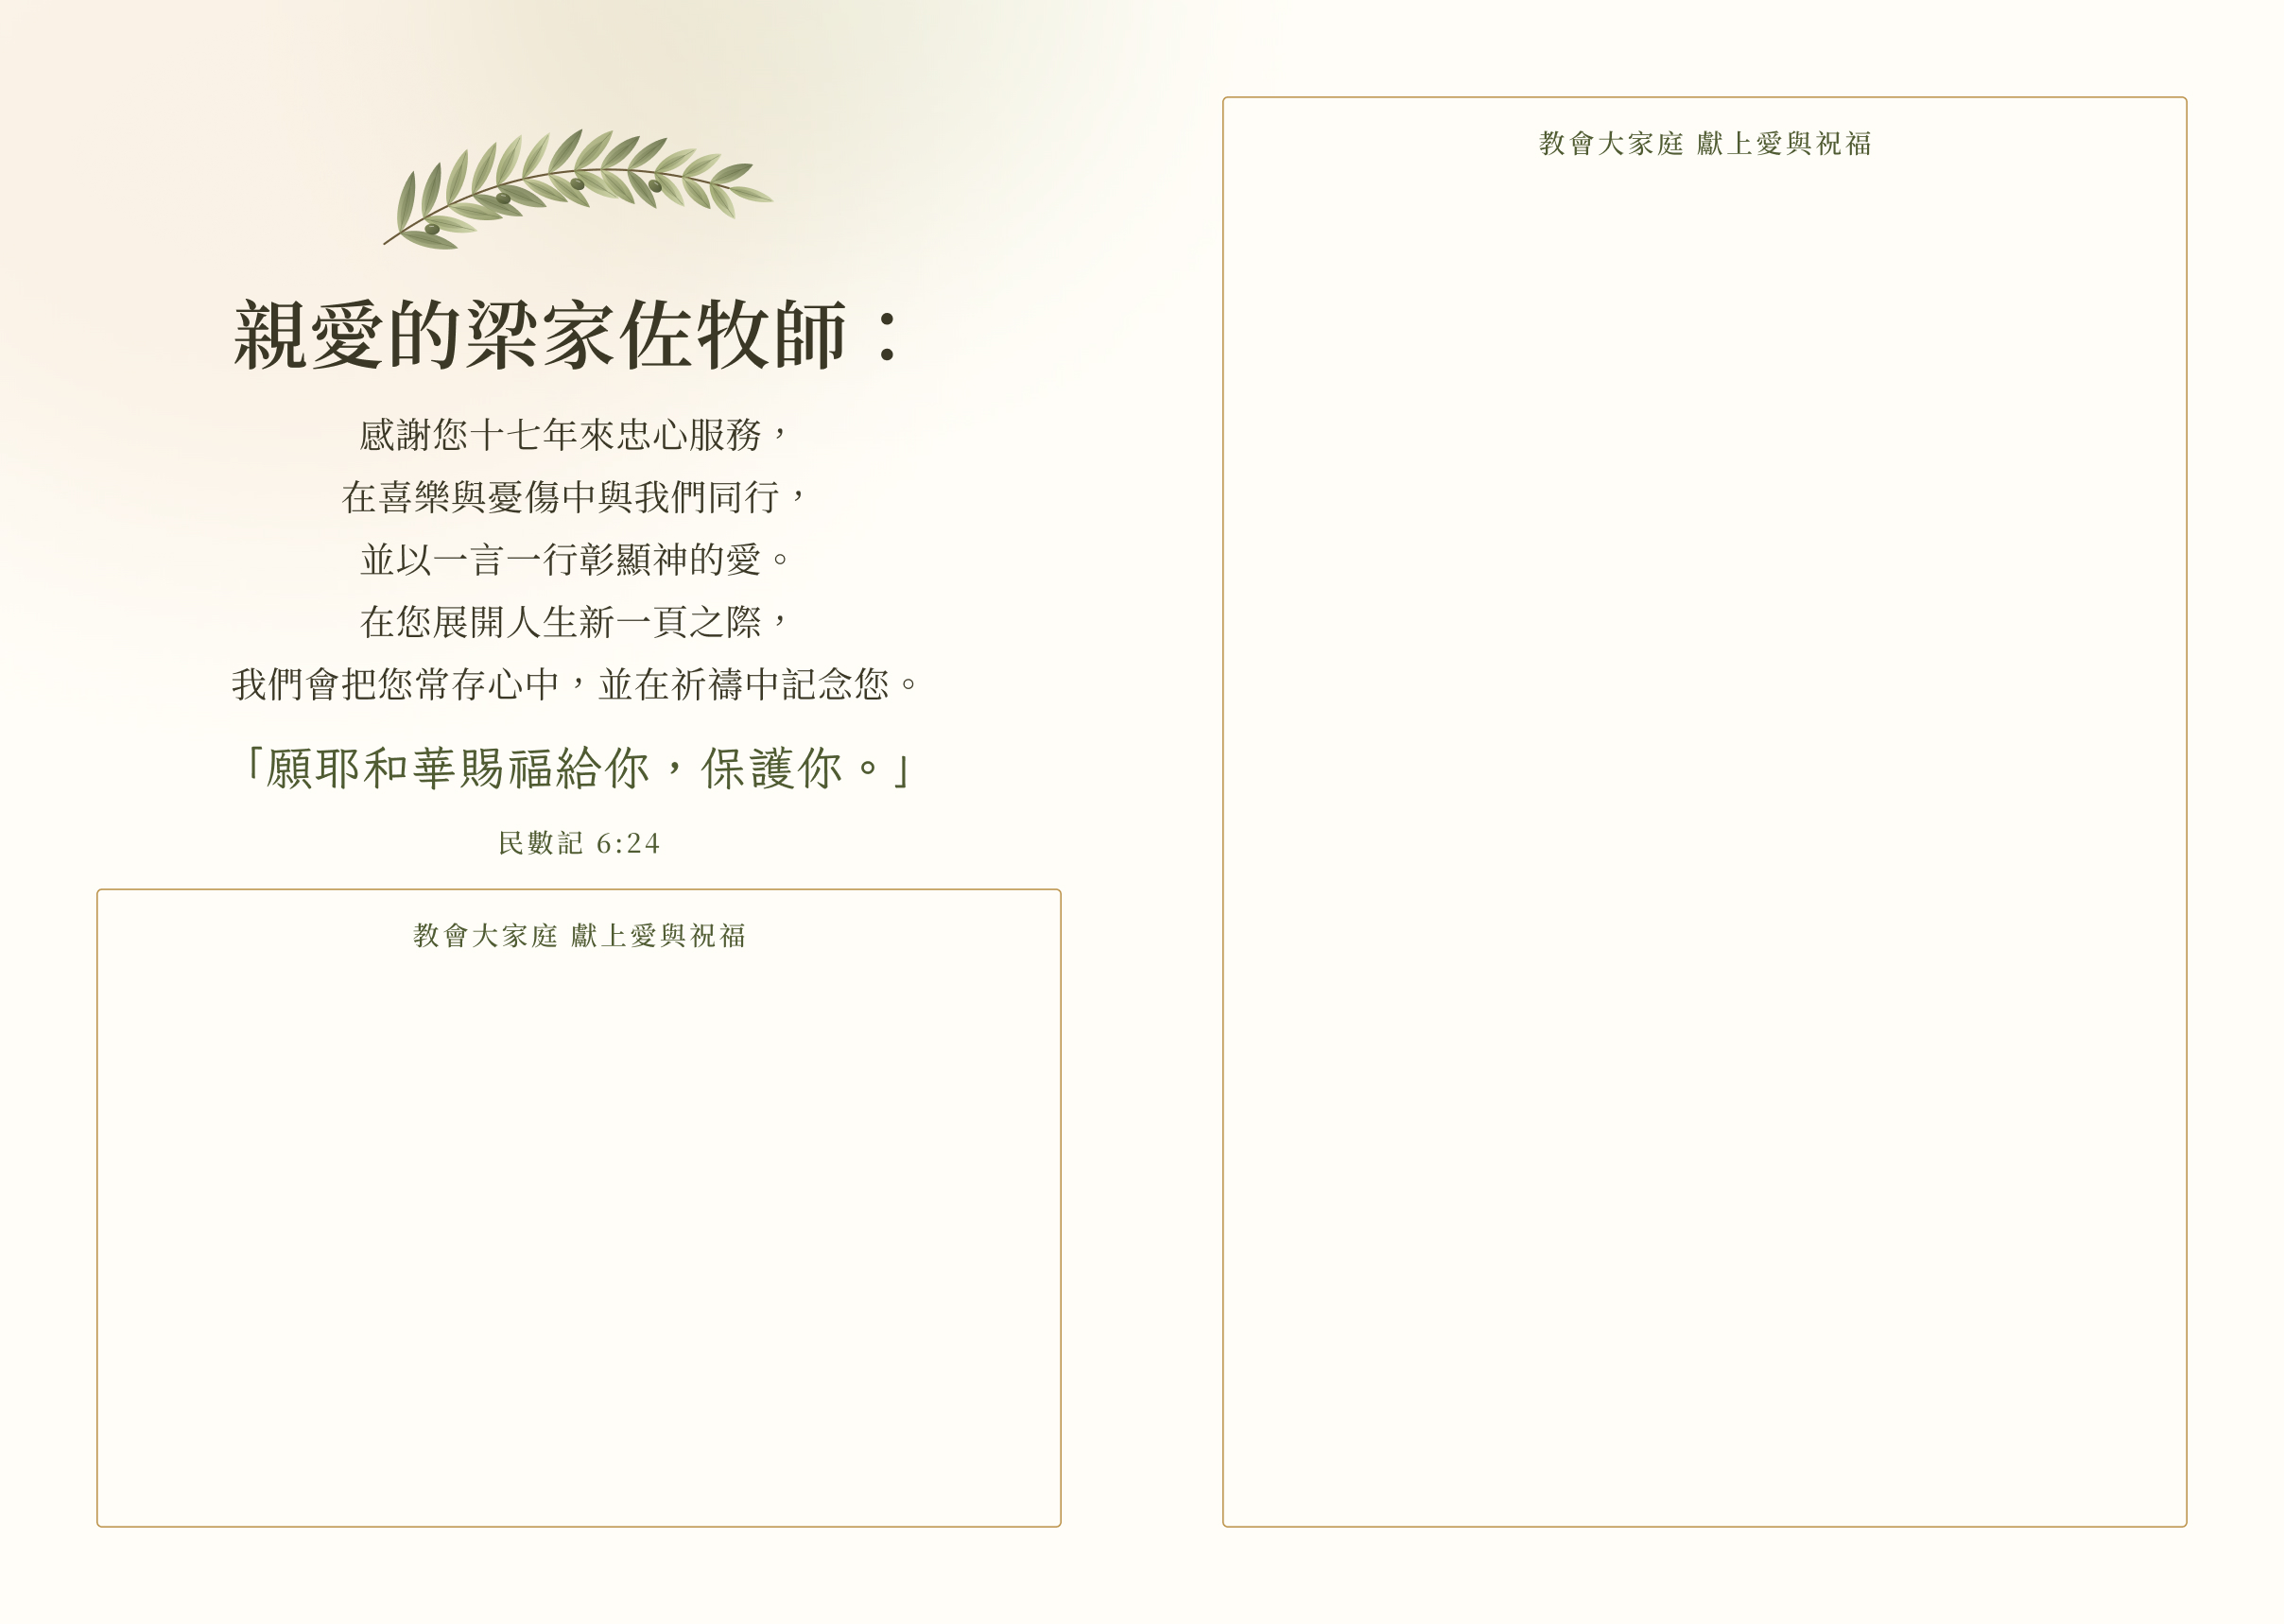 親愛的梁家佐牧師：
感謝您十七年來忠心服務，
在喜樂與憂傷中與我們同行，
並以一言一行彰顯神的愛。
在您展開人生新一頁之際，
我們會把您常存心中，並在祈禱中記念您。
「願耶和華賜福給你，保護你。」
民數記 6:24
教會大家庭 獻上愛與祝福
教會大家庭 獻上愛與祝福